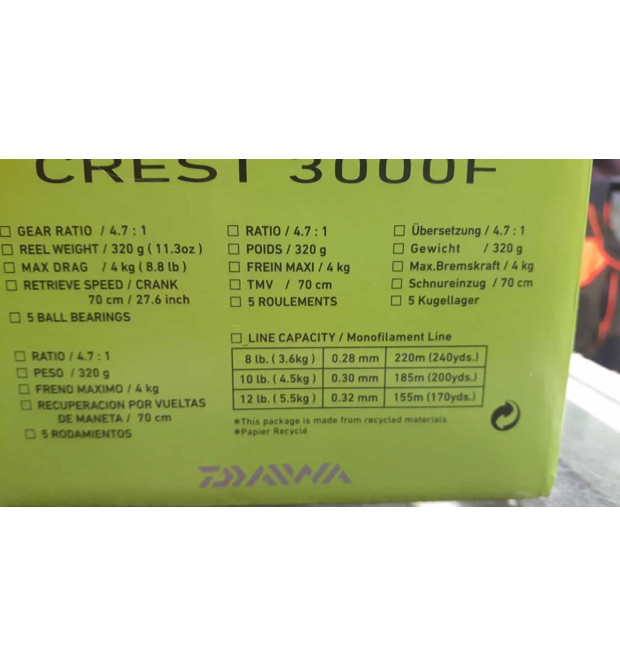 CREST 3000F
□ GEAR RATIO / 4.7 : 1
□ REEL WEIGHT / 320 g ( 11.3oz )
□ MAX DRAG / 4 kg ( 8.8 lb )
□ RETRIEVE SPEED / CRANK
70 cm / 27.6 inch
□ 5 BALL BEARINGS
□ RATIO / 4.7 : 1
□ POIDS / 320 g
□ FREIN MAXI / 4 kg
□ TMV / 70 cm
□ 5 ROULEMENTS
□ Übersetzung / 4.7 : 1
□ Gewicht / 320 g
□ Max.Bremskraft / 4 kg
□ Schnureinzug / 70 cm
□ 5 Kugellager
□ RATIO / 4.7 : 1
□ PESO / 320 g
□ FRENO MAXIMO / 4 kg
□ RECUPERACION POR VUELTAS
DE MANETA / 70 cm
□ 5 RODAMIENTOS
□ LINE CAPACITY / Monofilament Line
8 lb. ( 3.6kg ) 0.28 mm 220m (240yds.)
10 lb. ( 4.5kg ) 0.30 mm 185m (200yds.)
12 lb. ( 5.5kg ) 0.32 mm 155m (170yds.)
*This package is made from recycled materials
*Papier Recyclé
DAIWA